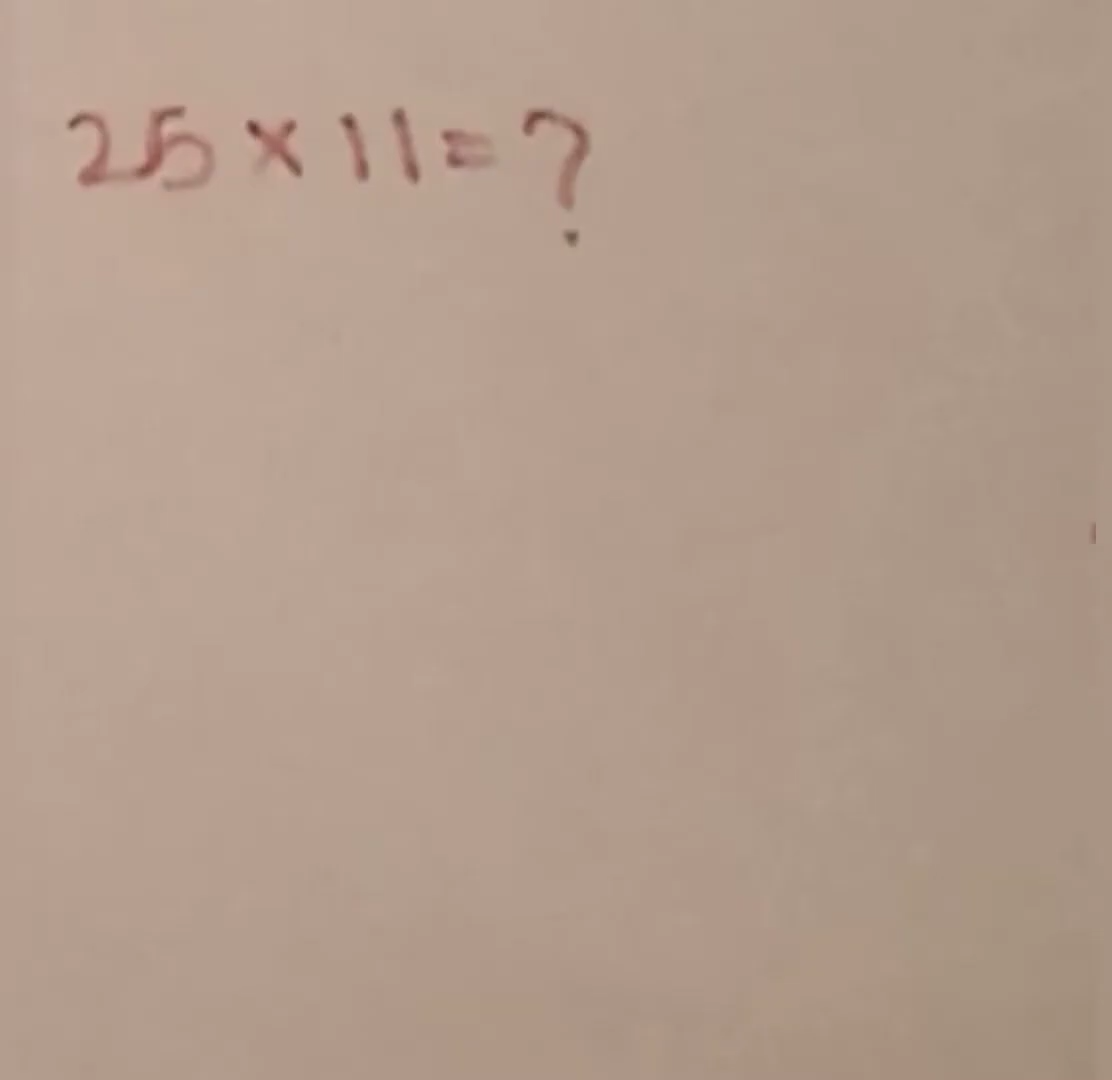 25 × 11 = ?